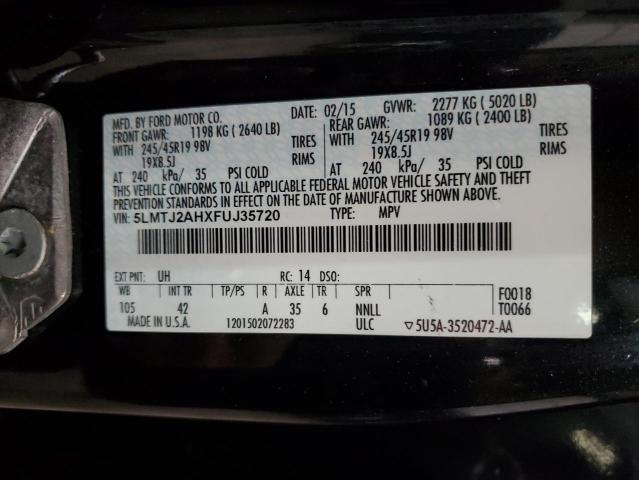 MFD. BY FORD MOTOR CO.
DATE: 02/15 GVWR: 2277 KG ( 5020 LB)
FRONT GAWR: 1198 KG ( 2640 LB) REAR GAWR: 1089 KG ( 2400 LB)
WITH 245/45R19 98V TIRES WITH 245/45R19 98V TIRES
19X8.5J RIMS 19X8.5J RIMS
AT 240 kPa/ 35 PSI COLD AT 240 kPa/ 35 PSI COLD
THIS VEHICLE CONFORMS TO ALL APPLICABLE FEDERAL MOTOR VEHICLE SAFETY AND THEFT
PREVENTION STANDARDS IN EFFECT ON THE DATE OF MANUFACTURE SHOWN ABOVE.
VIN: 5LMTJ2AHXFUJ35720 TYPE: MPV
EXT PNT: UH RC: 14 DSO:
WB INT TR TP/PS R AXLE TR SPR F0018
105 42 A 35 6 NNLL T0066
MADE IN U.S.A. 1201502072283 ULC ▽5U5A-3520472-AA